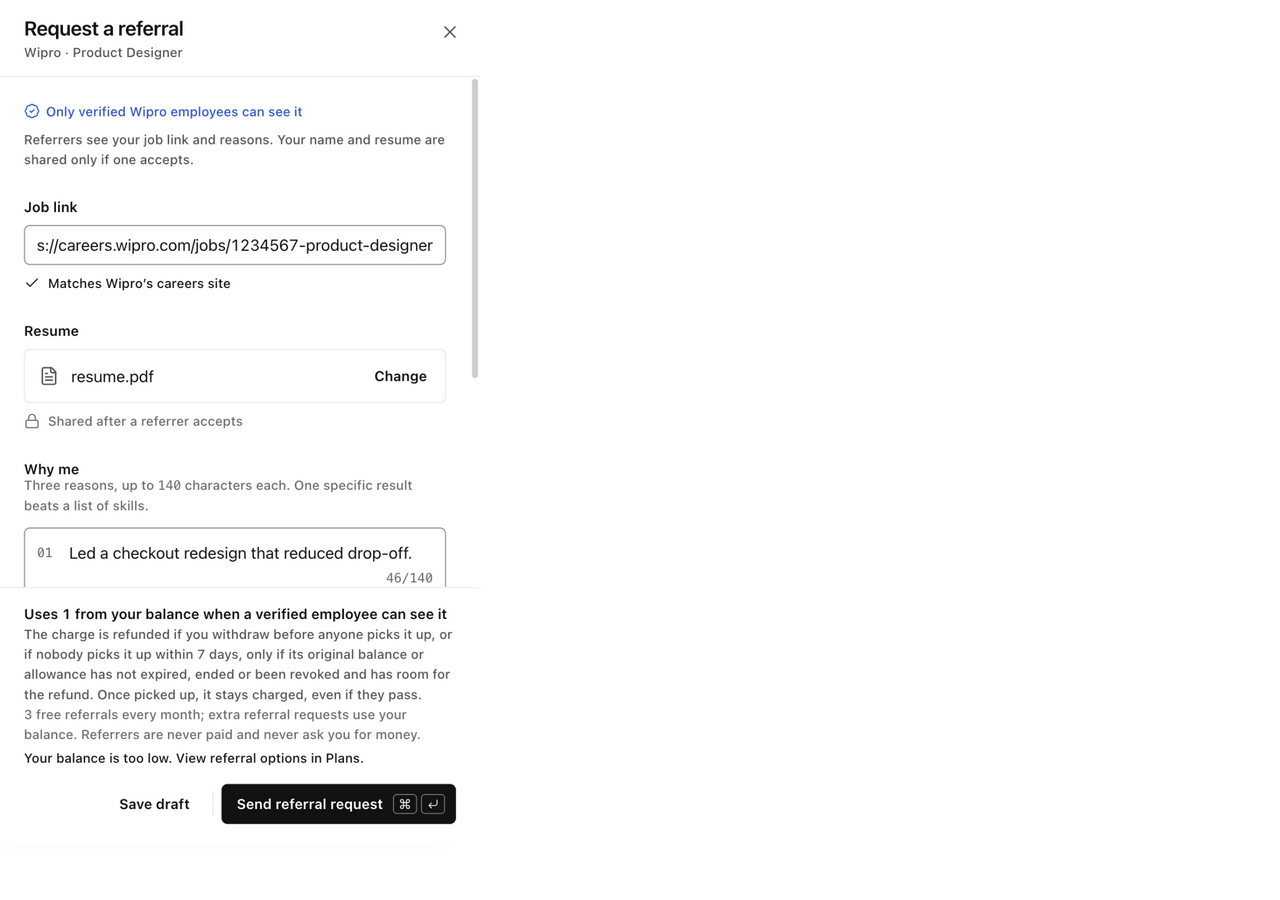 Request a referral
Wipro · Product Designer
Only verified Wipro employees can see it
Referrers see your job link and reasons. Your name and resume are
shared only if one accepts.
Job link
s://careers.wipro.com/jobs/1234567-product-designer
Matches Wipro’s careers site
Resume
resume.pdf
Change
Shared after a referrer accepts
Why me
Three reasons, up to 140 characters each. One specific result
beats a list of skills.
01 Led a checkout redesign that reduced drop-off.
46/140
Uses 1 from your balance when a verified employee can see it
The charge is refunded if you withdraw before anyone picks it up, or
if nobody picks it up within 7 days, only if its original balance or
allowance has not expired, ended or been revoked and has room for
the refund. Once picked up, it stays charged, even if they pass.
3 free referrals every month; extra referral requests use your
balance. Referrers are never paid and never ask you for money.
Your balance is too low. View referral options in Plans.
Save draft
Send referral request ⌘ ↵